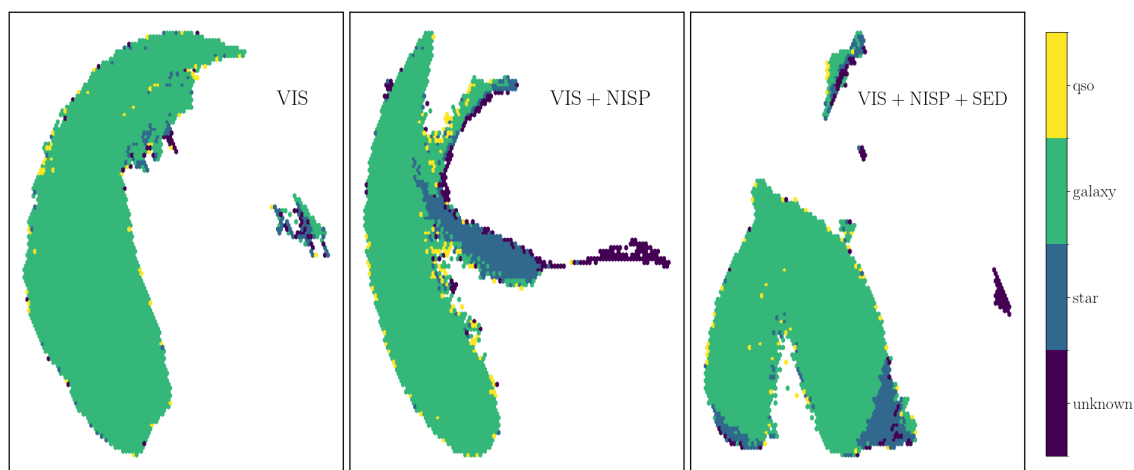 VIS
VIS + NISP
VIS + NISP + SED
qso
galaxy
star
unknown